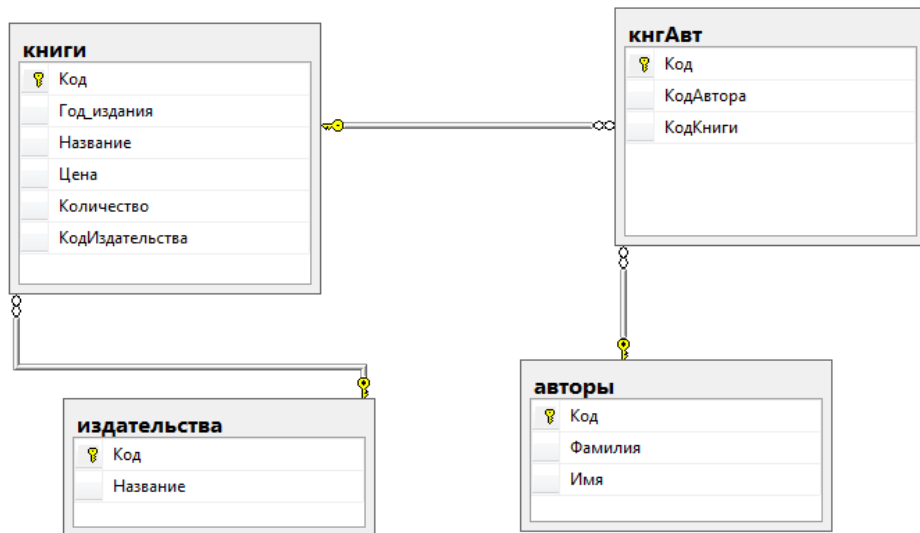 книги
Код
Год_издания
Название
Цена
Количество
КодИздательства
кнгАвт
Код
КодАвтора
КодКниги
издательства
Код
Название
авторы
Код
Фамилия
Имя